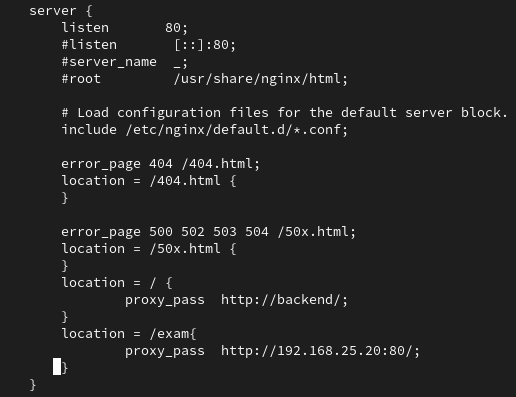 server {
listen 80;
#listen [::]:80;
#server_name _;
#root /usr/share/nginx/html;
# Load configuration files for the default server block.
include /etc/nginx/default.d/*.conf;
error_page 404 /404.html;
location = /404.html {
}
error_page 500 502 503 504 /50x.html;
location = /50x.html {
}
location = / {
proxy_pass http://backend/;
}
location = /exam{
proxy_pass http://192.168.25.20:80/;
}
}